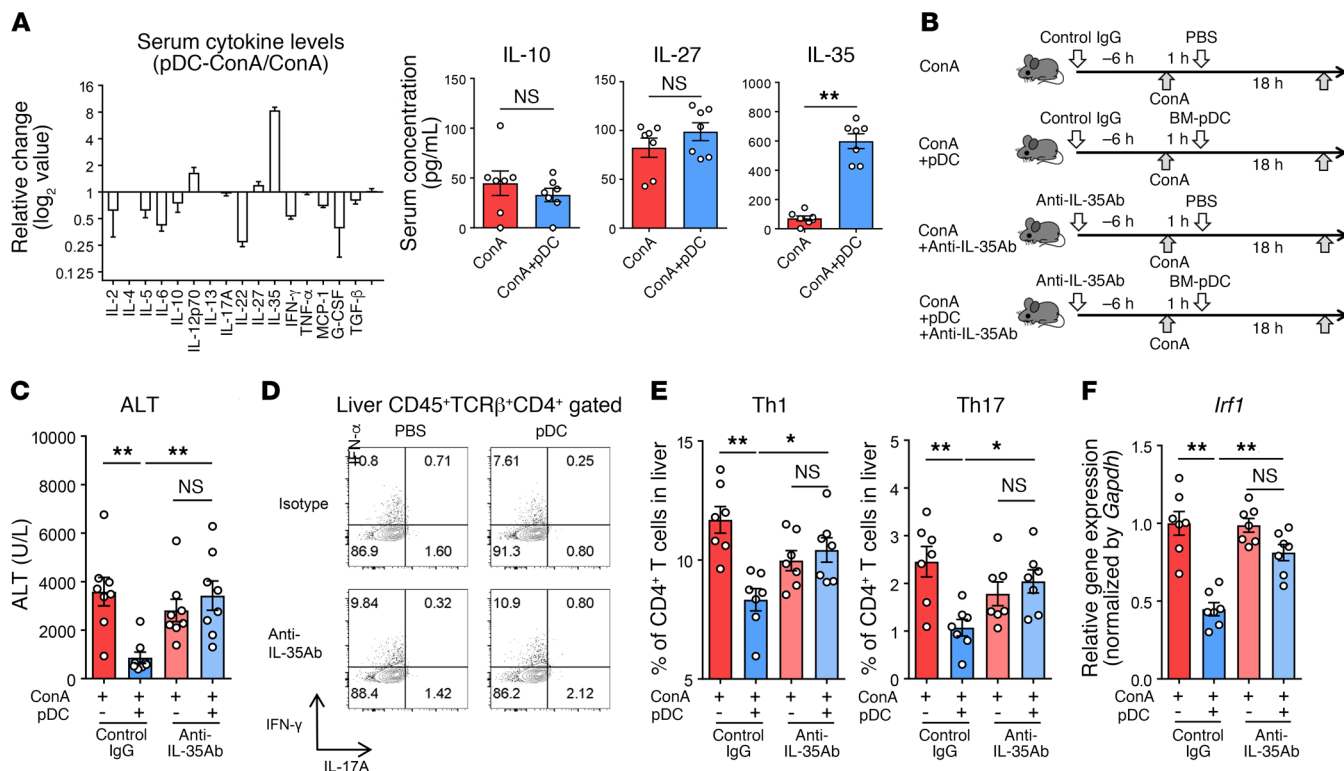 A
Serum cytokine levels
(pDC-ConA/ConA)
Relative change
(log2 value)
16
8
4
2
1
0.5
0.25
0.125
IL-2
IL-4
IL-5
IL-6
IL-10
IL-12p70
IL-13
IL-17A
IL-22
IL-27
IL-35
IFN-γ
TNF-α
MCP-1
G-CSF
TGF-β
Serum concentration
(pg/mL)
IL-10
150
100
50
0
NS
ConA
ConA+pDC
IL-27
150
100
50
0
NS
ConA
ConA+pDC
IL-35
1000
800
600
400
200
0
**
ConA
ConA+pDC
B
ConA
Control IgG
–6 h
1 h
PBS
ConA
18 h
ConA
+pDC
Control IgG
–6 h
1 h
BM-pDC
ConA
18 h
ConA
+Anti-IL-35Ab
Anti-IL-35Ab
–6 h
1 h
PBS
ConA
18 h
ConA
+pDC
+Anti-IL-35Ab
Anti-IL-35Ab
–6 h
1 h
BM-pDC
ConA
18 h
C
ALT
ALT (U/L)
10000
8000
6000
4000
2000
0
** **
NS
ConA + + + +
pDC - + - +
Control
IgG
Anti-
IL-35Ab
D
Liver CD45+TCRβ+CD4+ gated
IFN-α
PBS
pDC
Isotype
10.8 0.71
86.9 1.60
7.61 0.25
91.3 0.80
Anti-
IL-35Ab
9.84 0.32
88.4 1.42
10.9 0.80
86.2 2.12
IFN-γ
IL-17A
E
Th1
% of CD4+ T cells in liver
15
10
5
** *
NS
ConA + + + +
pDC - + - +
Control
IgG
Anti-
IL-35Ab
Th17
% of CD4+ T cells in liver
5
4
3
2
1
0
** *
NS
+ + + +
- + - +
Control
IgG
Anti-
IL-35Ab
F
Irf1
Relative gene expression
(normalized by Gapdh)
1.5
1.0
0.5
0.0
** **
NS
ConA + + + +
pDC - + - +
Control
IgG
Anti-
IL-35Ab